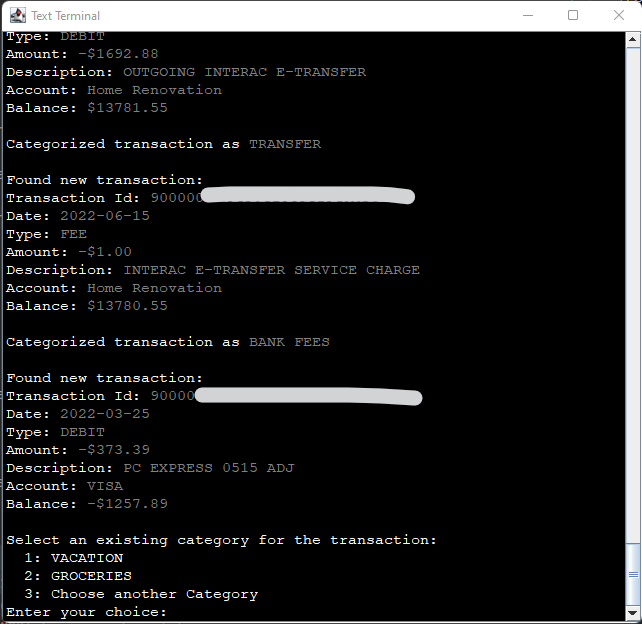 Text Terminal
Type: DEBIT
Amount: -$1692.88
Description: OUTGOING INTERAC E-TRANSFER
Account: Home Renovation
Balance: $13781.55
Categorized transaction as TRANSFER
Found new transaction:
Transaction Id: 900000
Date: 2022-06-15
Type: FEE
Amount: -$1.00
Description: INTERAC E-TRANSFER SERVICE CHARGE
Account: Home Renovation
Balance: $13780.55
Categorized transaction as BANK FEES
Found new transaction:
Transaction Id: 90000
Date: 2022-03-25
Type: DEBIT
Amount: -$373.39
Description: PC EXPRESS 0515 ADJ
Account: VISA
Balance: -$1257.89
Select an existing category for the transaction:
1: VACATION
2: GROCERIES
3: Choose another Category
Enter your choice: